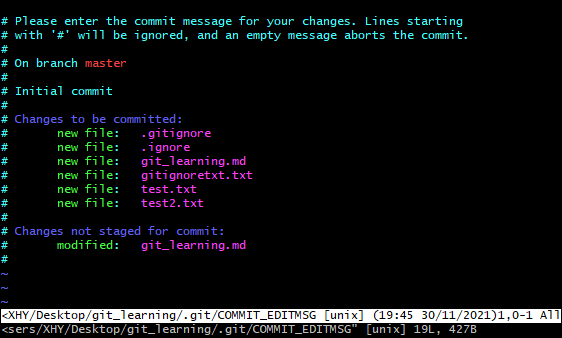 # Please enter the commit message for your changes. Lines starting
# with '#' will be ignored, and an empty message aborts the commit.
#
# On branch master
#
# Initial commit
#
# Changes to be committed:
#       new file:   .gitignore
#       new file:   .ignore
#       new file:   git_learning.md
#       new file:   gitignoretxt.txt
#       new file:   test.txt
#       new file:   test2.txt
#
# Changes not staged for commit:
#       modified:   git_learning.md
#
~
~
~
<XHY/Desktop/git_learning/.git/COMMIT_EDITMSG [unix] (19:45 30/11/2021)1,0-1 All
<sers/XHY/Desktop/git_learning/.git/COMMIT_EDITMSG" [unix] 19L, 427B